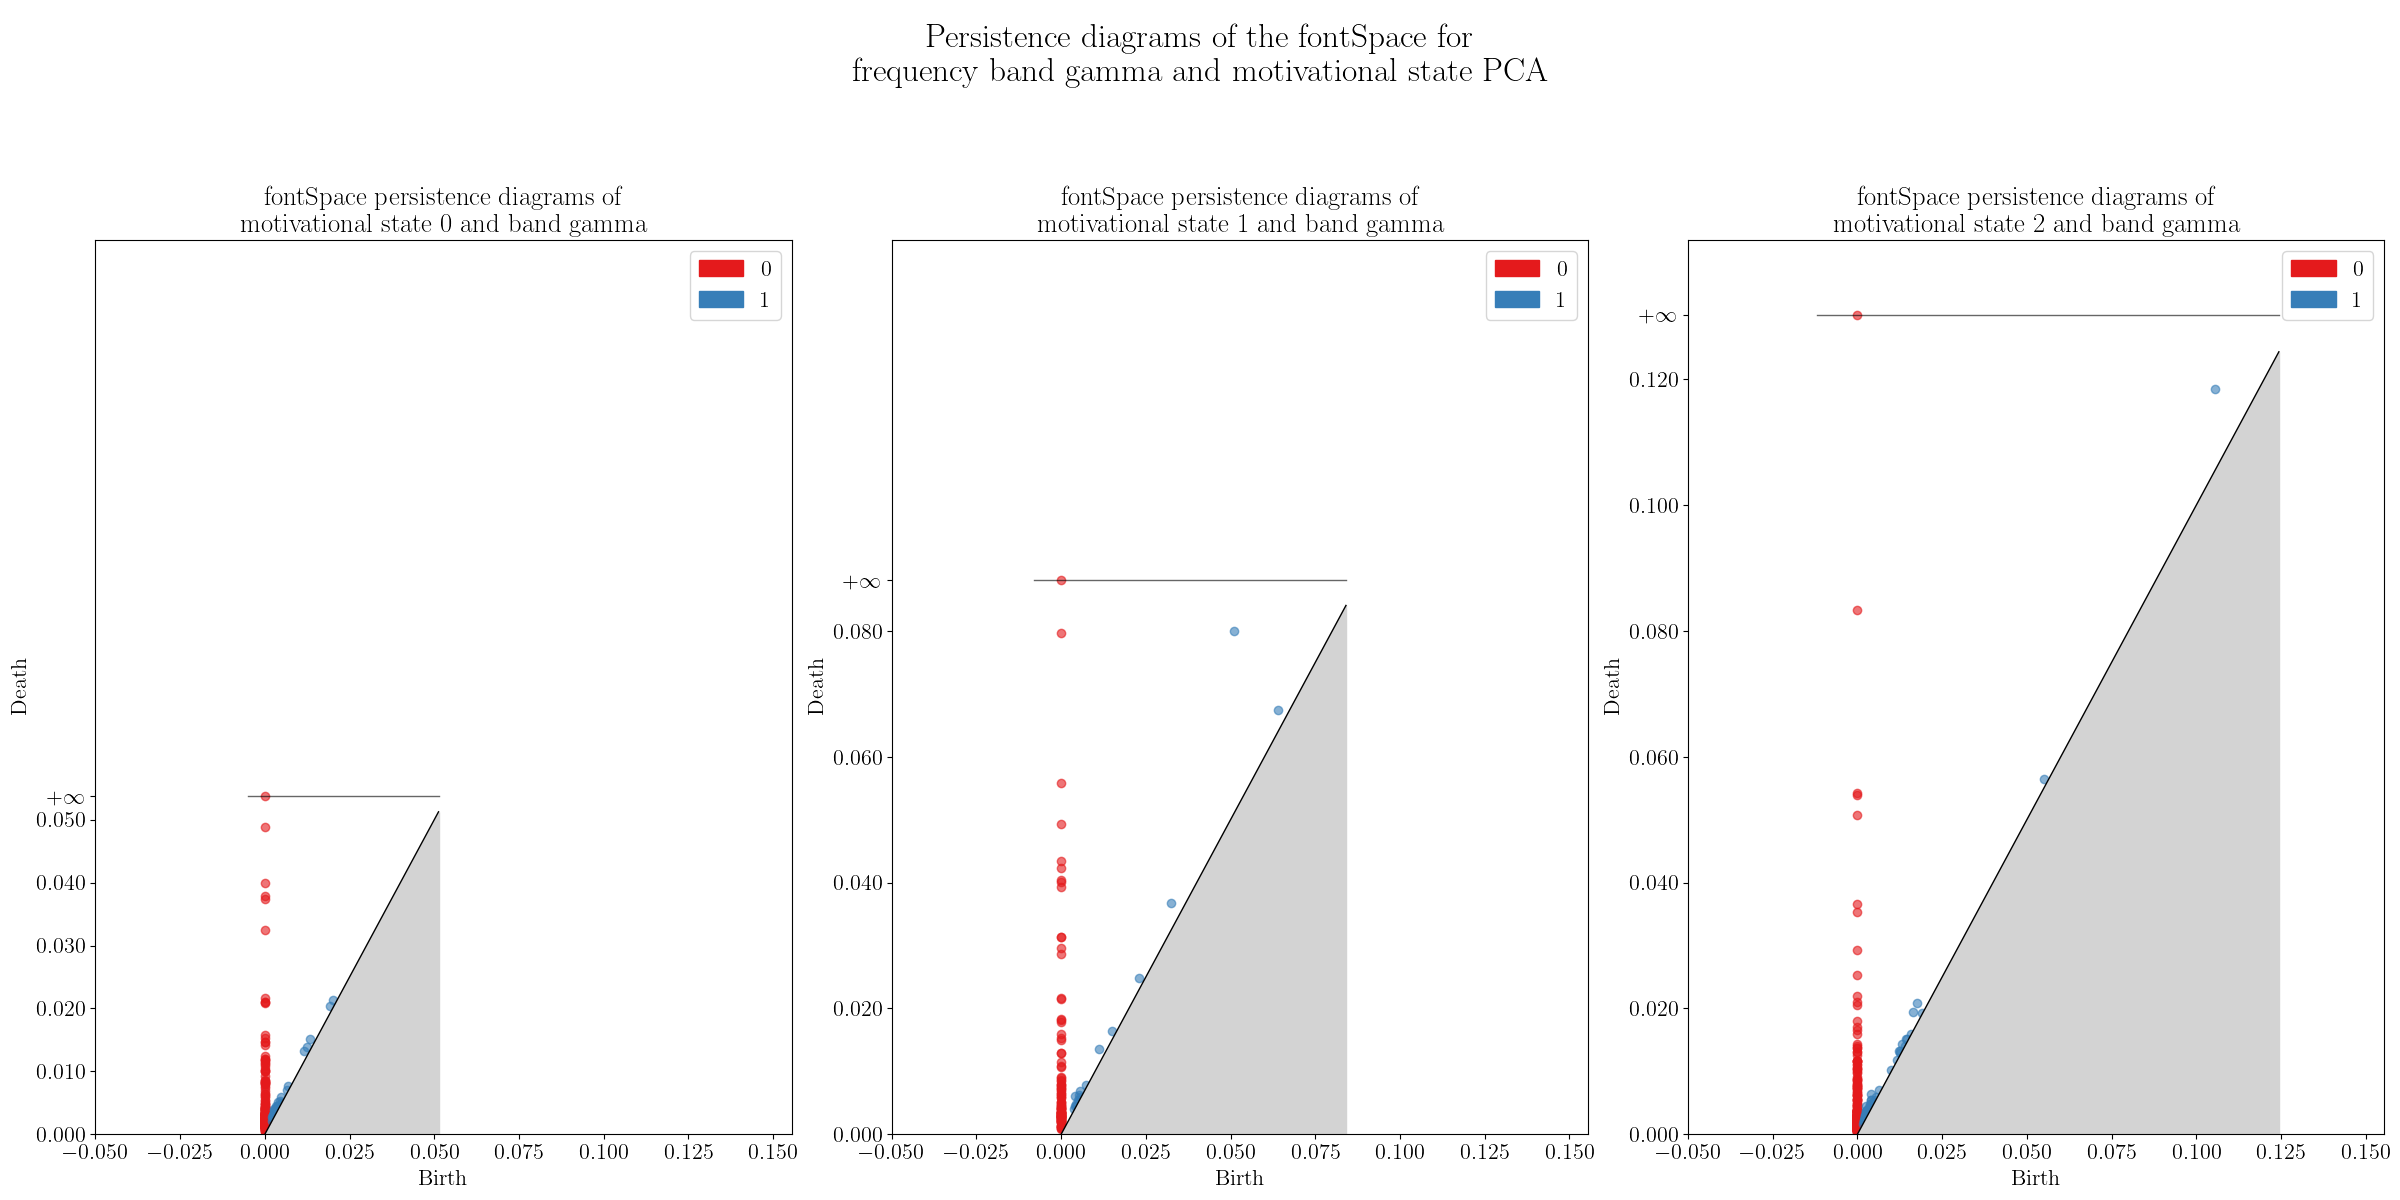 Persistence diagrams of the fontSpace for
frequency band gamma and motivational state PCA
fontSpace persistence diagrams of
motivational state 0 and band gamma
0
1
Death
+∞
0.050
0.040
0.030
0.020
0.010
0.000
−0.050 −0.025 0.000 0.025 0.050 0.075 0.100 0.125 0.150
Birth
fontSpace persistence diagrams of
motivational state 1 and band gamma
0
1
Death
+∞
0.080
0.060
0.040
0.020
0.000
−0.050 −0.025 0.000 0.025 0.050 0.075 0.100 0.125 0.150
Birth
fontSpace persistence diagrams of
motivational state 2 and band gamma
0
1
Death
+∞
0.120
0.100
0.080
0.060
0.040
0.020
0.000
−0.050 −0.025 0.000 0.025 0.050 0.075 0.100 0.125 0.150
Birth